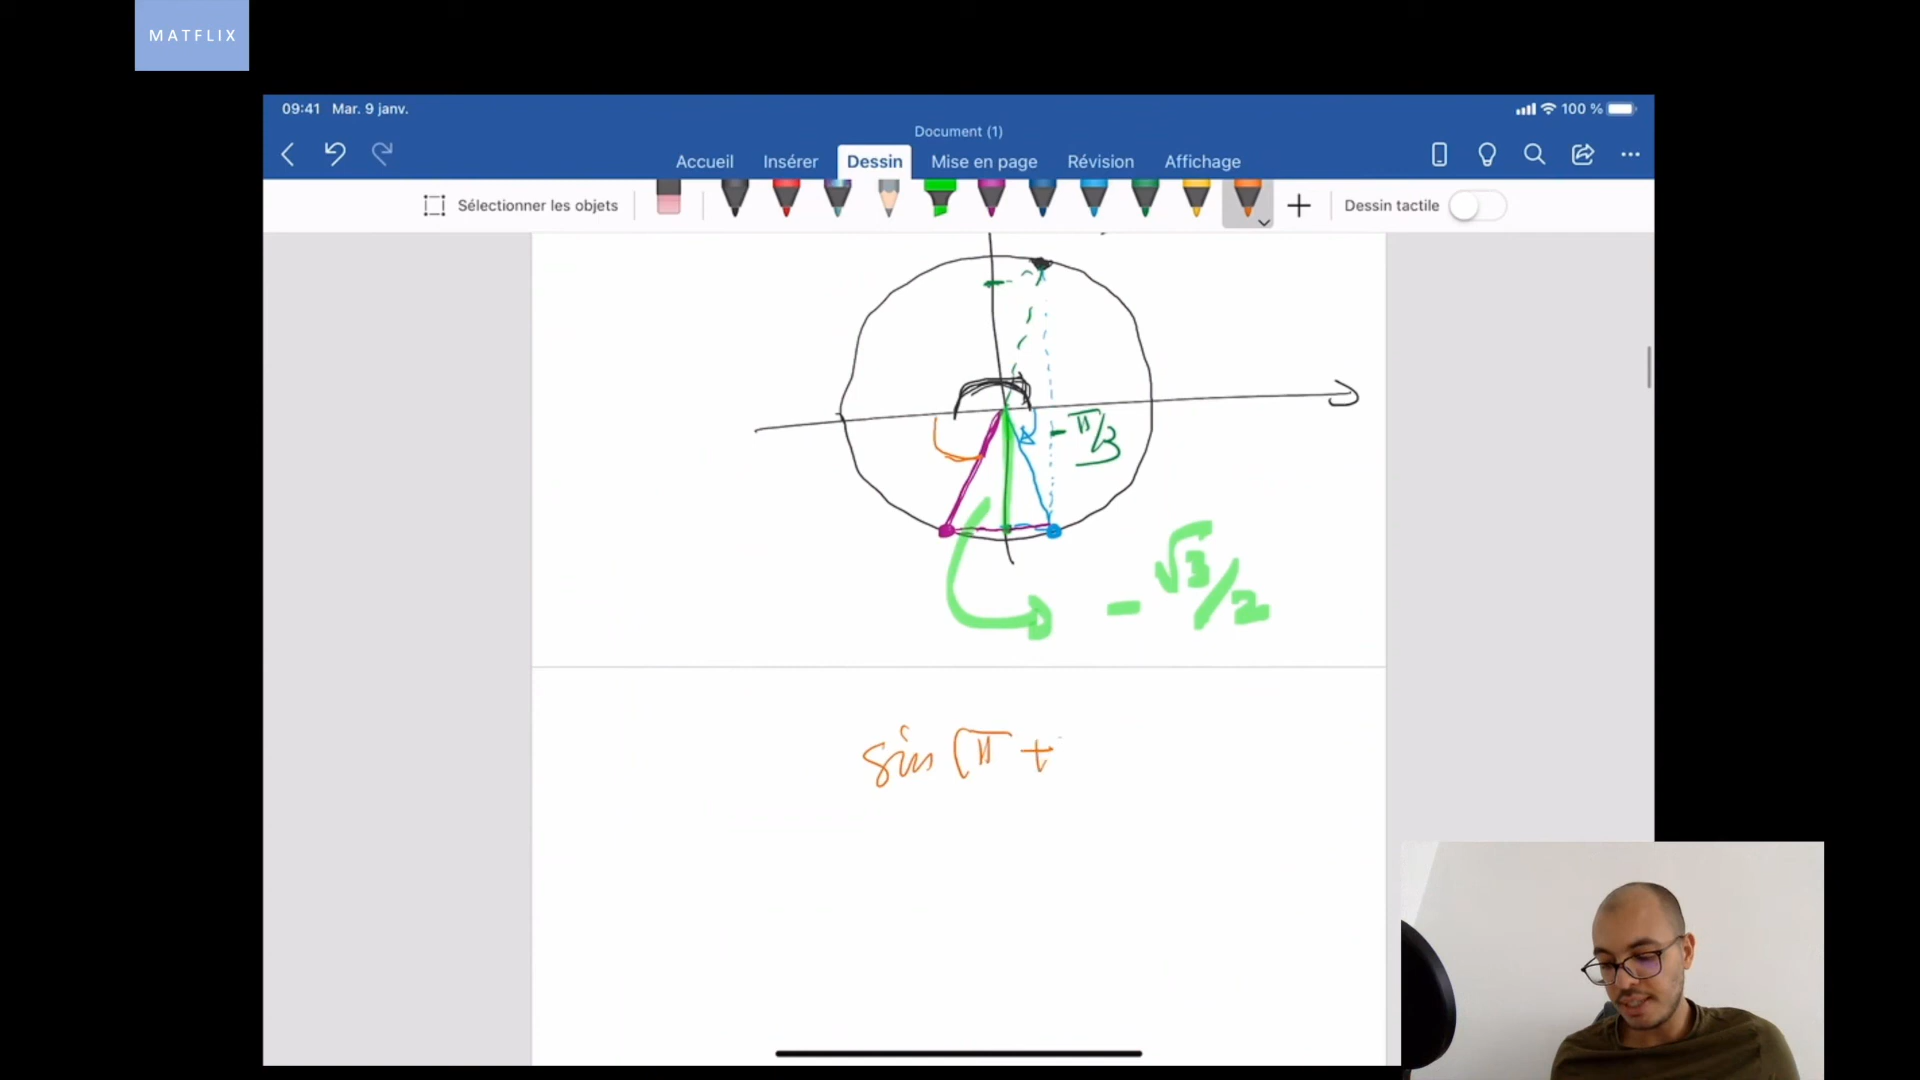 MATFLIX
09:41 Mar. 9 janv.
100 %
Document (1)
Accueil Insérer Dessin Mise en page Révision Affichage
Sélectionner les objets
Dessin tactile
-π/3
-√3/2
sin (π +